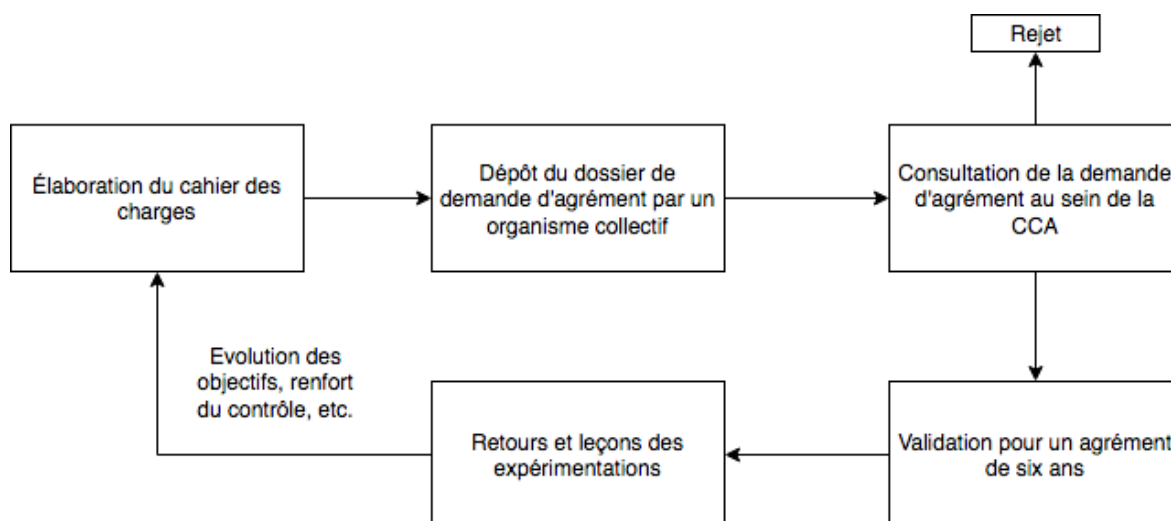 Rejet
Élaboration du cahier des
charges
Dépôt du dossier de
demande d'agrément par un
organisme collectif
Consultation de la demande
d'agrément au sein de la
CCA
Evolution des
objectifs, renfort
du contrôle, etc.
Retours et leçons des
expérimentations
Validation pour un agrément
de six ans